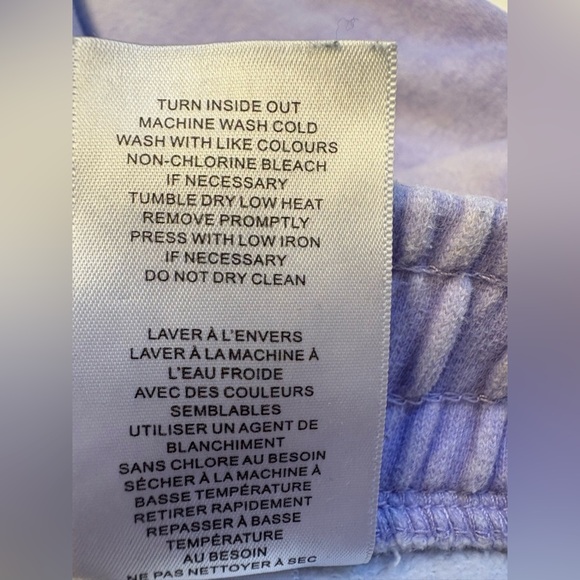 TURN INSIDE OUT
MACHINE WASH COLD
WASH WITH LIKE COLOURS
NON-CHLORINE BLEACH
IF NECESSARY
TUMBLE DRY LOW HEAT
REMOVE PROMPTLY
PRESS WITH LOW IRON
IF NECESSARY
DO NOT DRY CLEAN
LAVER À L'ENVERS
LAVER À LA MACHINE À
L'EAU FROIDE
AVEC DES COULEURS
SEMBLABLES
UTILISER UN AGENT DE
BLANCHIMENT
SANS CHLORE AU BESOIN
SÉCHER À LA MACHINE À
BASSE TEMPÉRATURE
RETIRER RAPIDEMENT
REPASSER À BASSE
TEMPÉRATURE
AU BESOIN
NE PAS NETTOYER À SEC